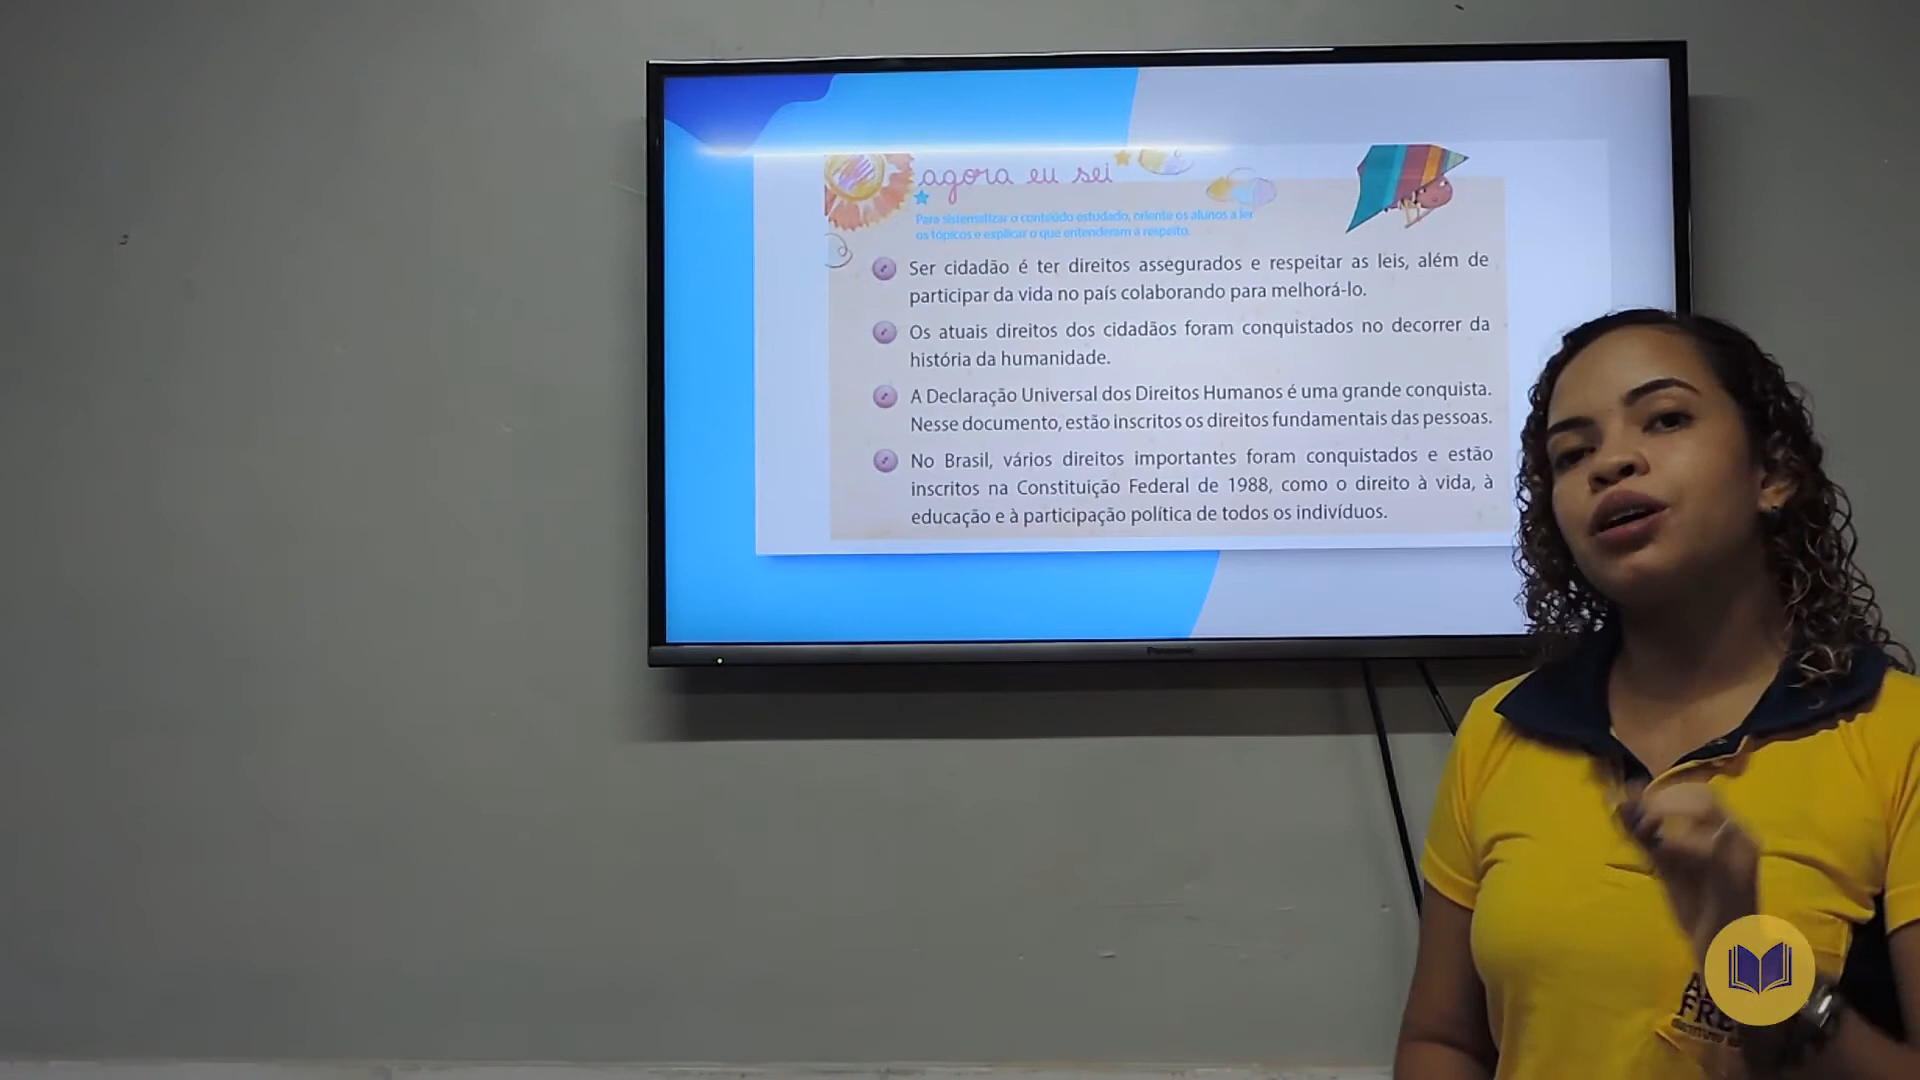 agora eu sei
Para sistematizar o conteúdo estudado, oriente os alunos a ler
os tópicos e explicar o que entenderam a respeito.
Ser cidadão é ter direitos assegurados e respeitar as leis, além de
participar da vida no país colaborando para melhorá-lo.
Os atuais direitos dos cidadãos foram conquistados no decorrer da
história da humanidade.
A Declaração Universal dos Direitos Humanos é uma grande conquista.
Nesse documento, estão inscritos os direitos fundamentais das pessoas.
No Brasil, vários direitos importantes foram conquistados e estão
inscritos na Constituição Federal de 1988, como o direito à vida, à
educação e à participação política de todos os indivíduos.
Panasonic